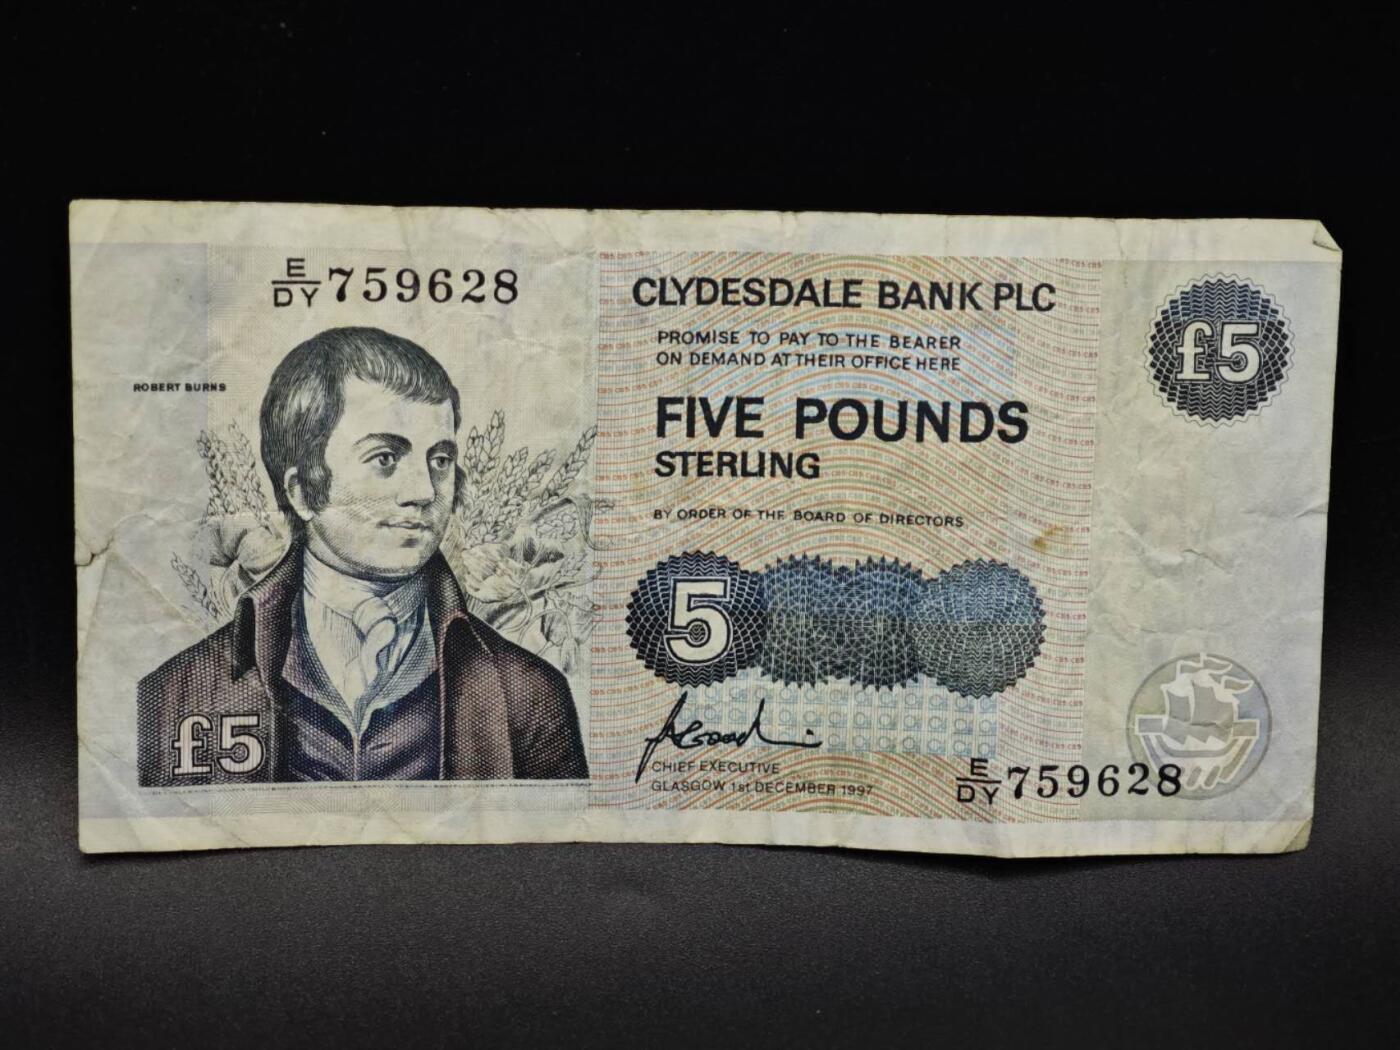 E/DY 759628
ROBERT BURNS
£5
CLYDESDALE BANK PLC
PROMISE TO PAY TO THE BEARER
ON DEMAND AT THEIR OFFICE HERE
FIVE POUNDS
STERLING
BY ORDER OF THE BOARD OF DIRECTORS
5
CHIEF EXECUTIVE
GLASGOW 1st DECEMBER 1997
£5
E/DY 759628